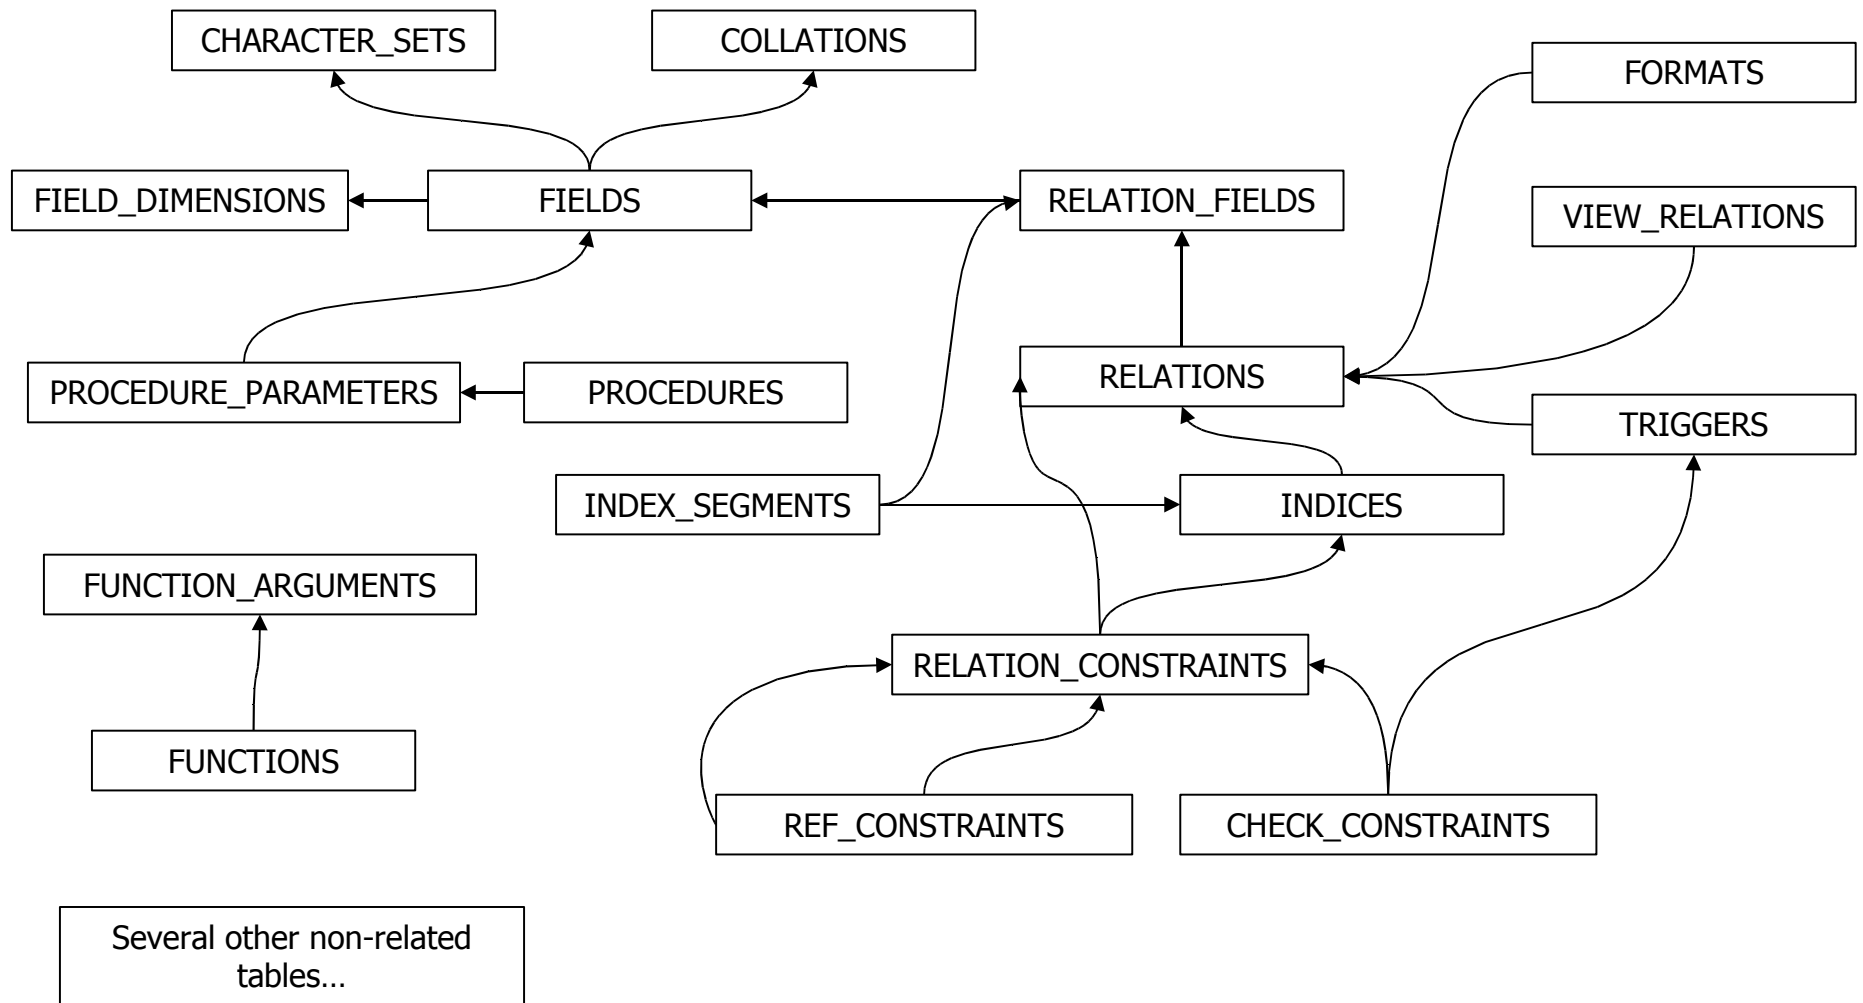 CHARACTER_SETS
COLLATIONS
FORMATS
FIELD_DIMENSIONS
FIELDS
RELATION_FIELDS
VIEW_RELATIONS
PROCEDURE_PARAMETERS
PROCEDURES
RELATIONS
TRIGGERS
INDEX_SEGMENTS
INDICES
FUNCTION_ARGUMENTS
RELATION_CONSTRAINTS
FUNCTIONS
REF_CONSTRAINTS
CHECK_CONSTRAINTS
Several other non-related
tables...